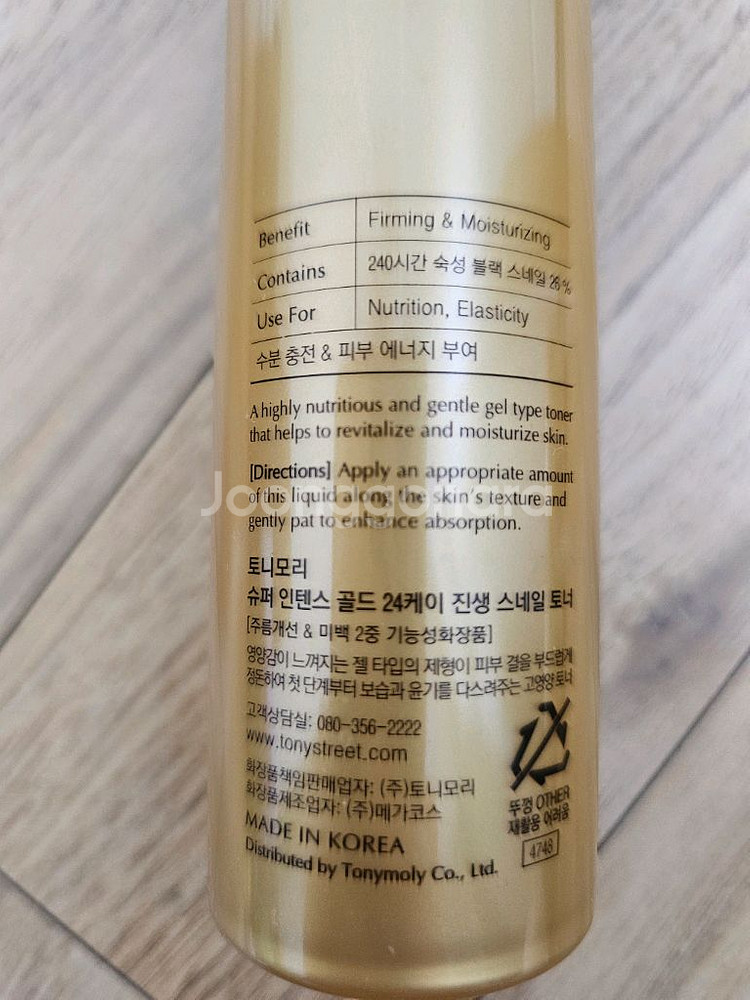 Benefit Firming & Moisturizing
Contains 240시간 숙성 블랙 스네일 26 %
Use For Nutrition, Elasticity
수분 충전 & 피부 에너지 부여
A highly nutritious and gentle gel type toner
that helps to revitalize and moisturize skin.
[Directions] Apply an appropriate amount
of this liquid along the skin's texture and
gently pat to enhance absorption.
토니모리
슈퍼 인텐스 골드 24케이 진생 스네일 토너
[주름개선 & 미백 2중 기능성화장품]
영양감이 느껴지는 젤 타입의 제형이 피부 결을 부드럽게
정돈하여 첫 단계부터 보습과 윤기를 다스려주는 고영양 토너
고객상담실: 080-356-2222
www.tonystreet.com
화장품책임판매업자: (주)토니모리
화장품제조업자: (주)메가코스
MADE IN KOREA
Distributed by Tonymoly Co., Ltd.
뚜껑 OTHER
재활용 어려움
4748